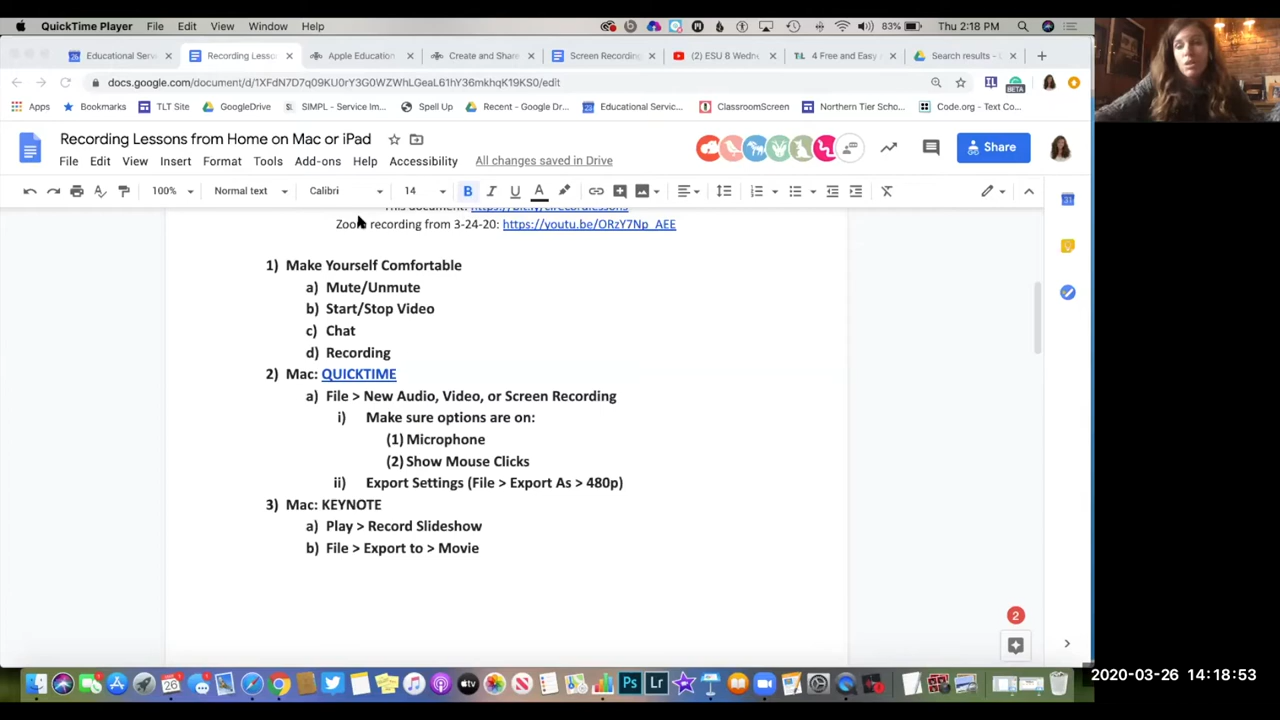 QuickTime Player File Edit View Window Help 83% Thu 2:18 PM
Educational Serv Recording Lesso Apple Education Create and Share Screen Recording (2) ESU 8 Wedne 4 Free and Easy Search results -
docs.google.com/document/d/
BETA
Apps Bookmarks TLT Site GoogleDrive SIMPL - Service Im... Spell Up Recent - Google Dr... Educational Servic... ClassroomScreen Northern Tier Scho... Code.org - Text Co...
Recording Lessons from Home on Mac or iPad
Share
File Edit View Insert Format Tools Add-ons Help Accessibility All changes saved in Drive
100% Normal text Calibri 14
This document:
Zoom recording from 3-24-20: https://youtu.be/ORzY7Np_AEE
1) Make Yourself Comfortable
a) Mute/Unmute
b) Start/Stop Video
c) Chat
d) Recording
2) Mac: QUICKTIME
a) File > New Audio, Video, or Screen Recording
i) Make sure options are on:
(1) Microphone
(2) Show Mouse Clicks
ii) Export Settings (File > Export As > 480p)
3) Mac: KEYNOTE
a) Play > Record Slideshow
b) File > Export to > Movie
2
26 Ps Lr
2020-03-26 14:18:53